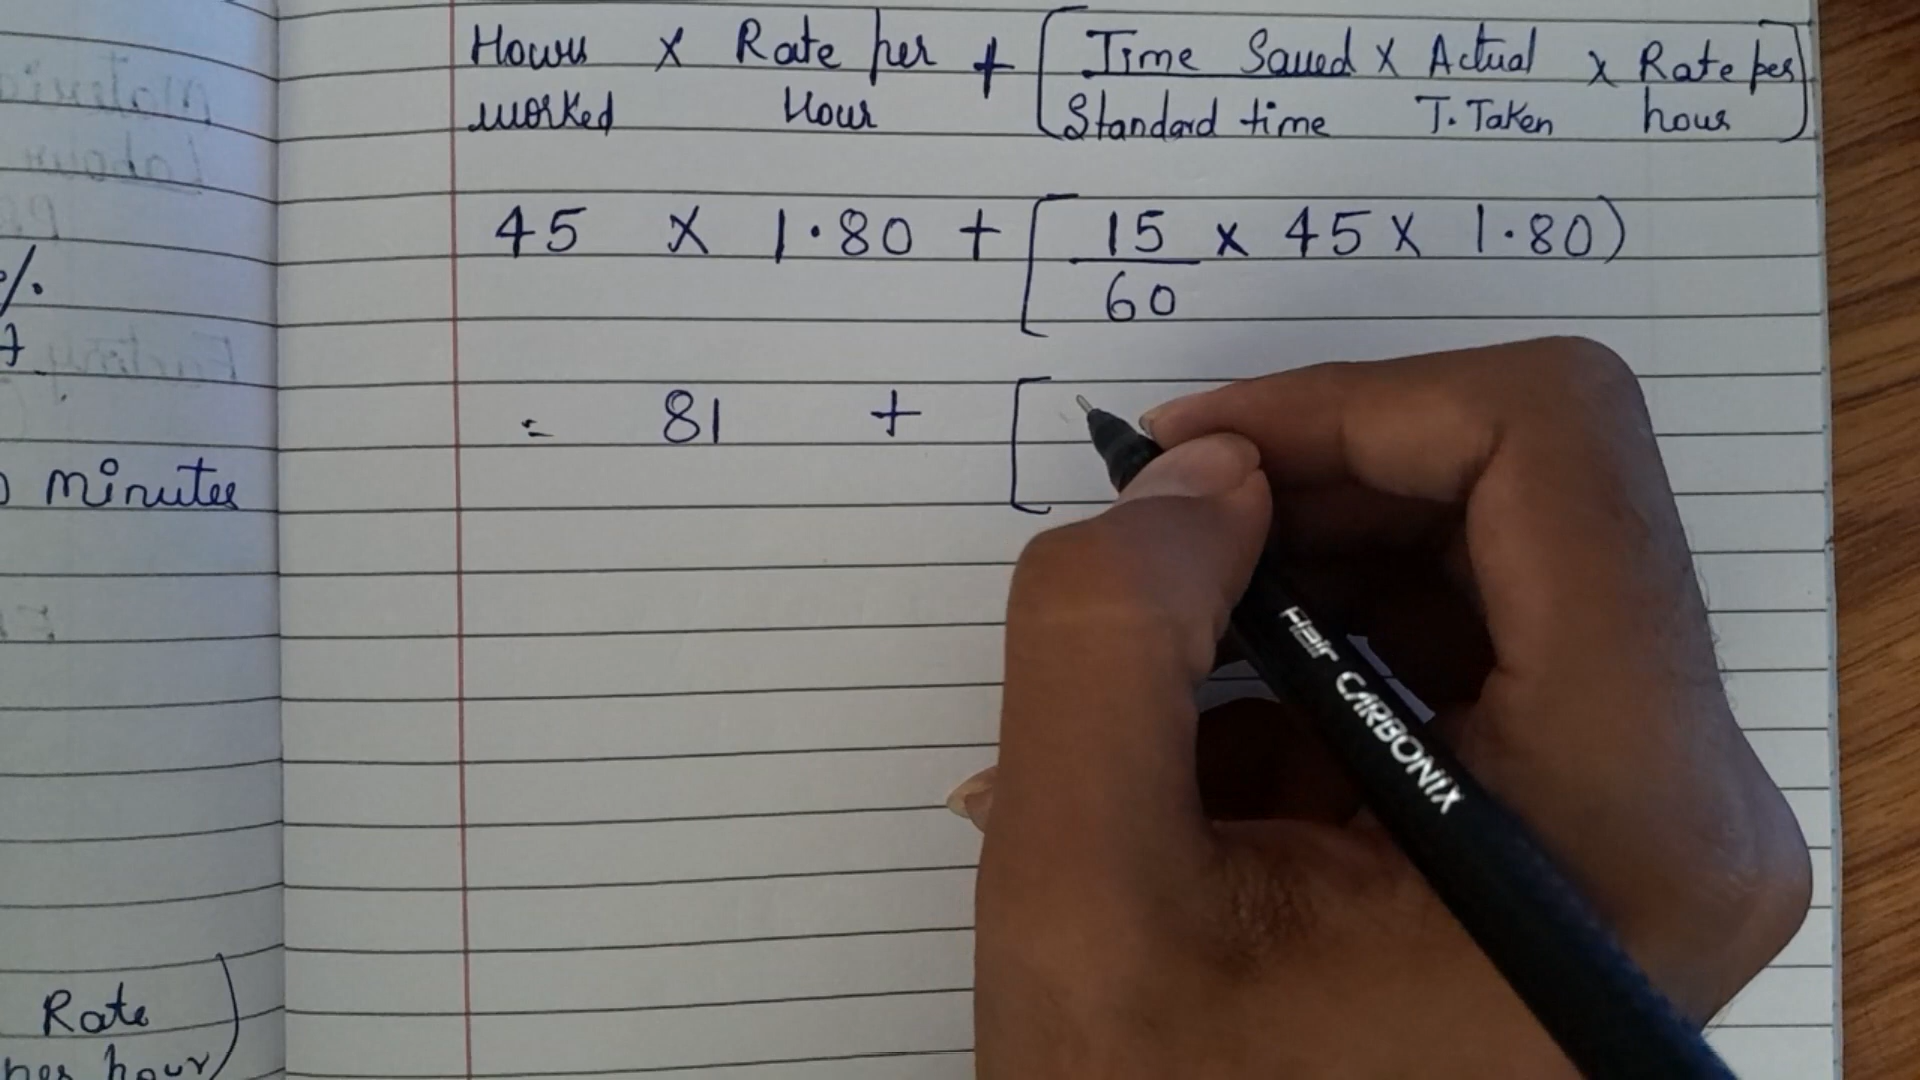 Hours x Rate per + [ Time Saved x Actual x Rate per ]
worked Hour Standard time T. Taken hour
45 x 1.80 + [ 15 x 45 x 1.80)
60
= 81 + [
%.
minutes
Rate
per hour)
Flair CARBONIX